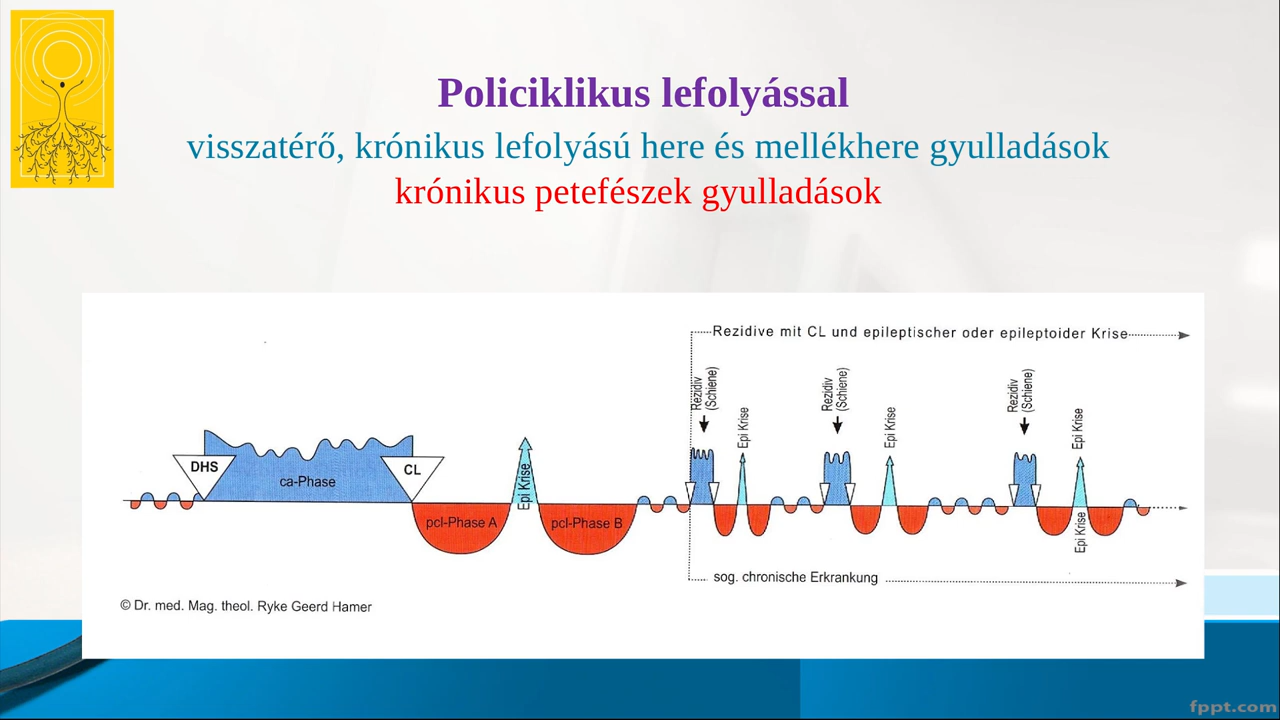 Policiklikus lefolyással
visszatérő, krónikus lefolyású here és mellékhere gyulladások
krónikus petefészek gyulladások
Rezidive mit CL und epileptischer oder epileptoider Krise
Rezidiv
(Schiene)
Epi Krise
Rezidiv
(Schiene)
Epi Krise
Rezidiv
(Schiene)
Epi Krise
DHS
ca-Phase
CL
Epi Krise
pcl-Phase A
pcl-Phase B
Epi Krise
sog. chronische Erkrankung
© Dr. med. Mag. theol. Ryke Geerd Hamer
fppt.com